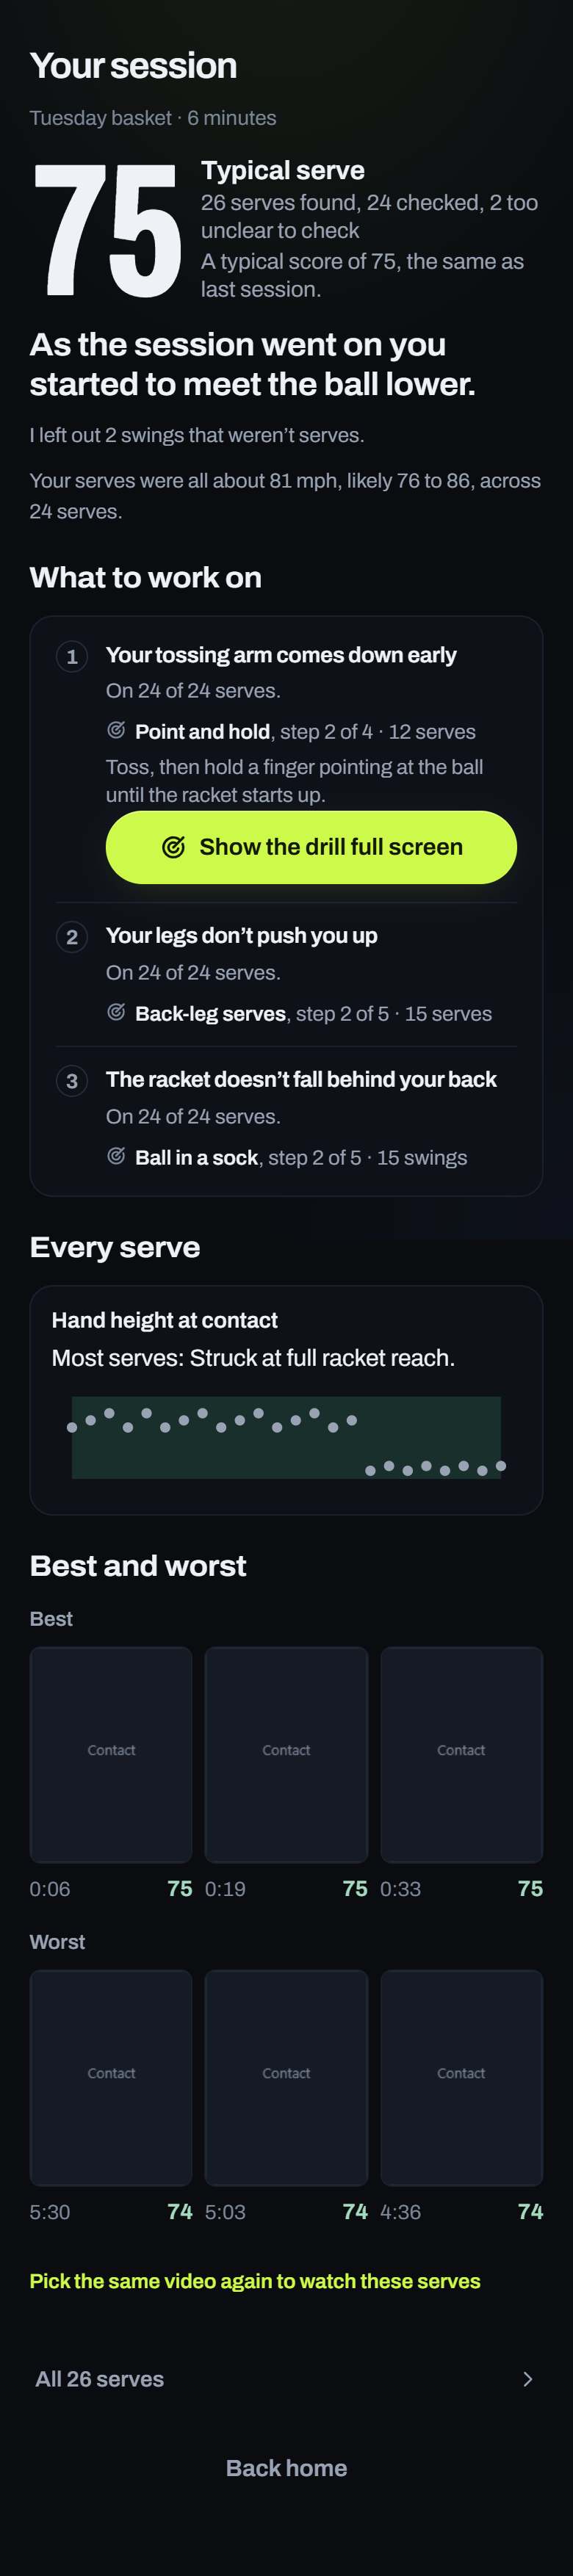 Your session
Tuesday basket · 6 minutes
75
Typical serve
26 serves found, 24 checked, 2 too
unclear to check
A typical score of 75, the same as
last session.
As the session went on you
started to meet the ball lower.
I left out 2 swings that weren’t serves.
Your serves were all about 81 mph, likely 76 to 86, across
24 serves.
What to work on
1
Your tossing arm comes down early
On 24 of 24 serves.
Point and hold, step 2 of 4 · 12 serves
Toss, then hold a finger pointing at the ball
until the racket starts up.
Show the drill full screen
2
Your legs don’t push you up
On 24 of 24 serves.
Back-leg serves, step 2 of 5 · 15 serves
3
The racket doesn’t fall behind your back
On 24 of 24 serves.
Ball in a sock, step 2 of 5 · 15 swings
Every serve
Hand height at contact
Most serves: Struck at full racket reach.
Best and worst
Best
Contact Contact Contact
0:06 75 0:19 75 0:33 75
Worst
Contact Contact Contact
5:30 74 5:03 74 4:36 74
Pick the same video again to watch these serves
All 26 serves
Back home